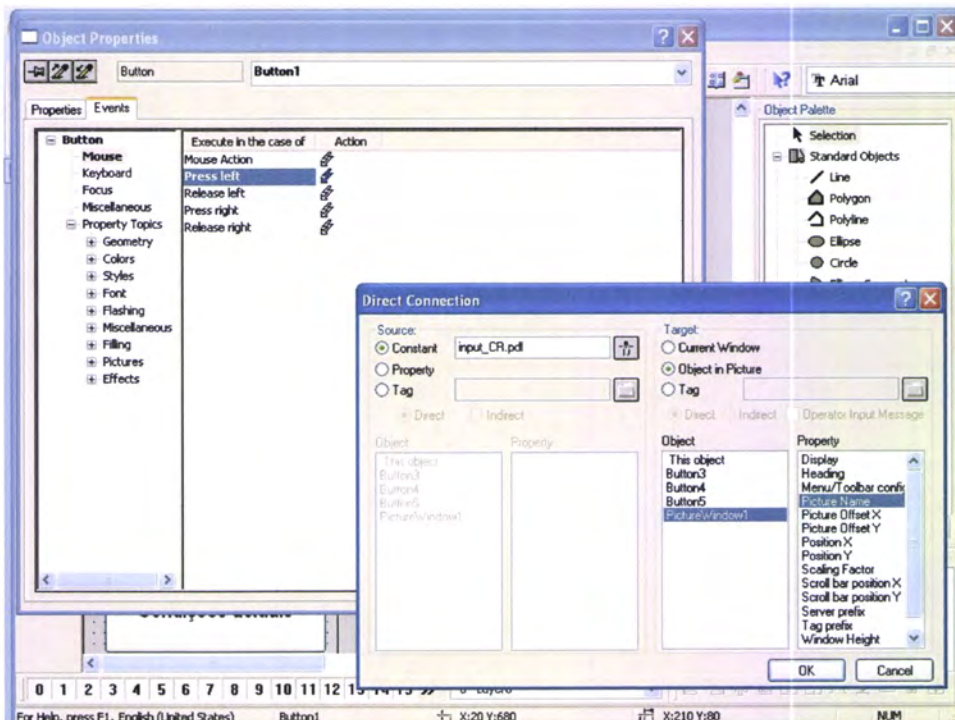 Object Properties
Button
Button1
Arial
Properties
Events
Object Palette
Button
Mouse
Keyboard
Focus
Miscellaneous
Property Topics
Geometry
Colors
Styles
Font
Flashing
Miscellaneous
Filling
Pictures
Effects
Execute in the case of
Action
Mouse Action
Press left
Release left
Press right
Release right
Selection
Standard Objects
Line
Polygon
Polyline
Ellipse
Circle
Direct Connection
Source:
Constant
input_CR.pdl
Property
Tag
Direct
Indirect
Object
Property
This object
Button3
Button4
Button5
PictureWindow1
Target:
Current Window
Object in Picture
Tag
Direct
Indirect
Operator Input Message
Object
Property
This object
Button3
Button4
Button5
PictureWindow1
Display
Heading
Menu/Toolbar config
Picture Name
Picture Offset X
Picture Offset Y
Position X
Position Y
Scaling Factor
Scroll bar position X
Scroll bar position Y
Server prefix
Tag prefix
Window Height
OK
Cancel
0 1 2 3 4 5 6 7 8 9 10 11 12 13 14 15
For Help, press F1. English (United States)
Button1
X:20 Y:680
X:210 Y:80
NUM